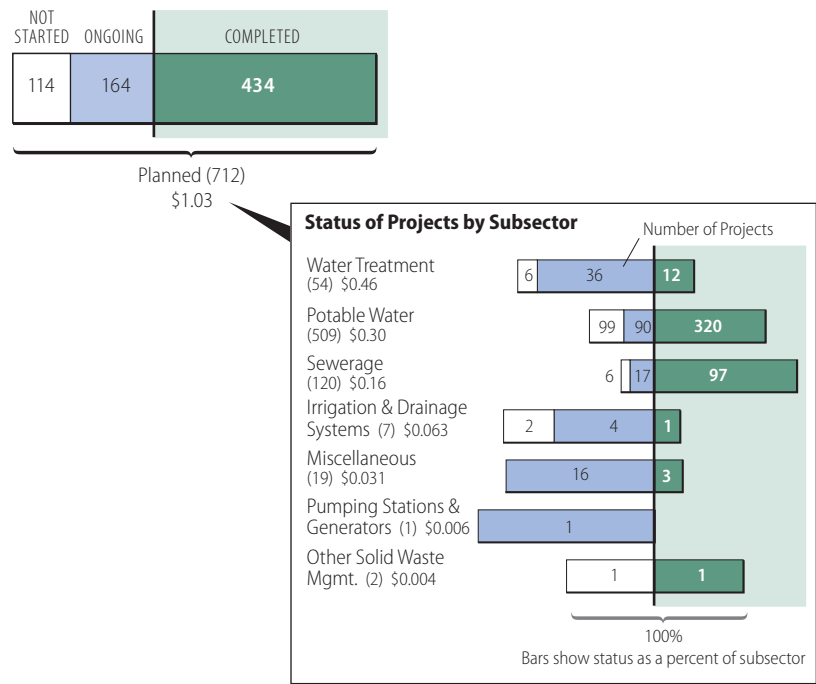 NOT
STARTED ONGOING COMPLETED
114 164 434
Planned (712)
$1.03
Status of Projects by Subsector
Number of Projects
Water Treatment
(54) $0.46
6 36 12
Potable Water
(509) $0.30
99 90 320
Sewerage
(120) $0.16
6 17 97
Irrigation & Drainage
Systems (7) $0.063
2 4 1
Miscellaneous
(19) $0.031
16 3
Pumping Stations &
Generators (1) $0.006
1
Other Solid Waste
Mgmt. (2) $0.004
1 1
100%
Bars show status as a percent of subsector